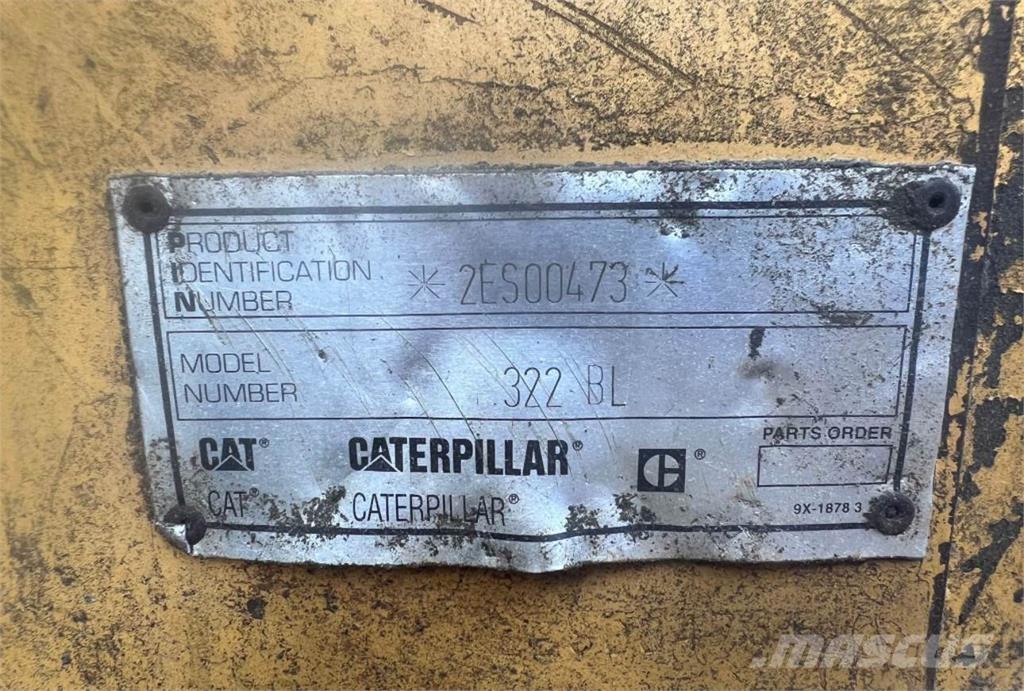 PRODUCT
IDENTIFICATION
NUMBER
*2ES00473*
MODEL
NUMBER
322 BL
CAT® CATERPILLAR® ®
PARTS ORDER
CAT® CATERPILLAR®
9X-1878 3
MASCUS